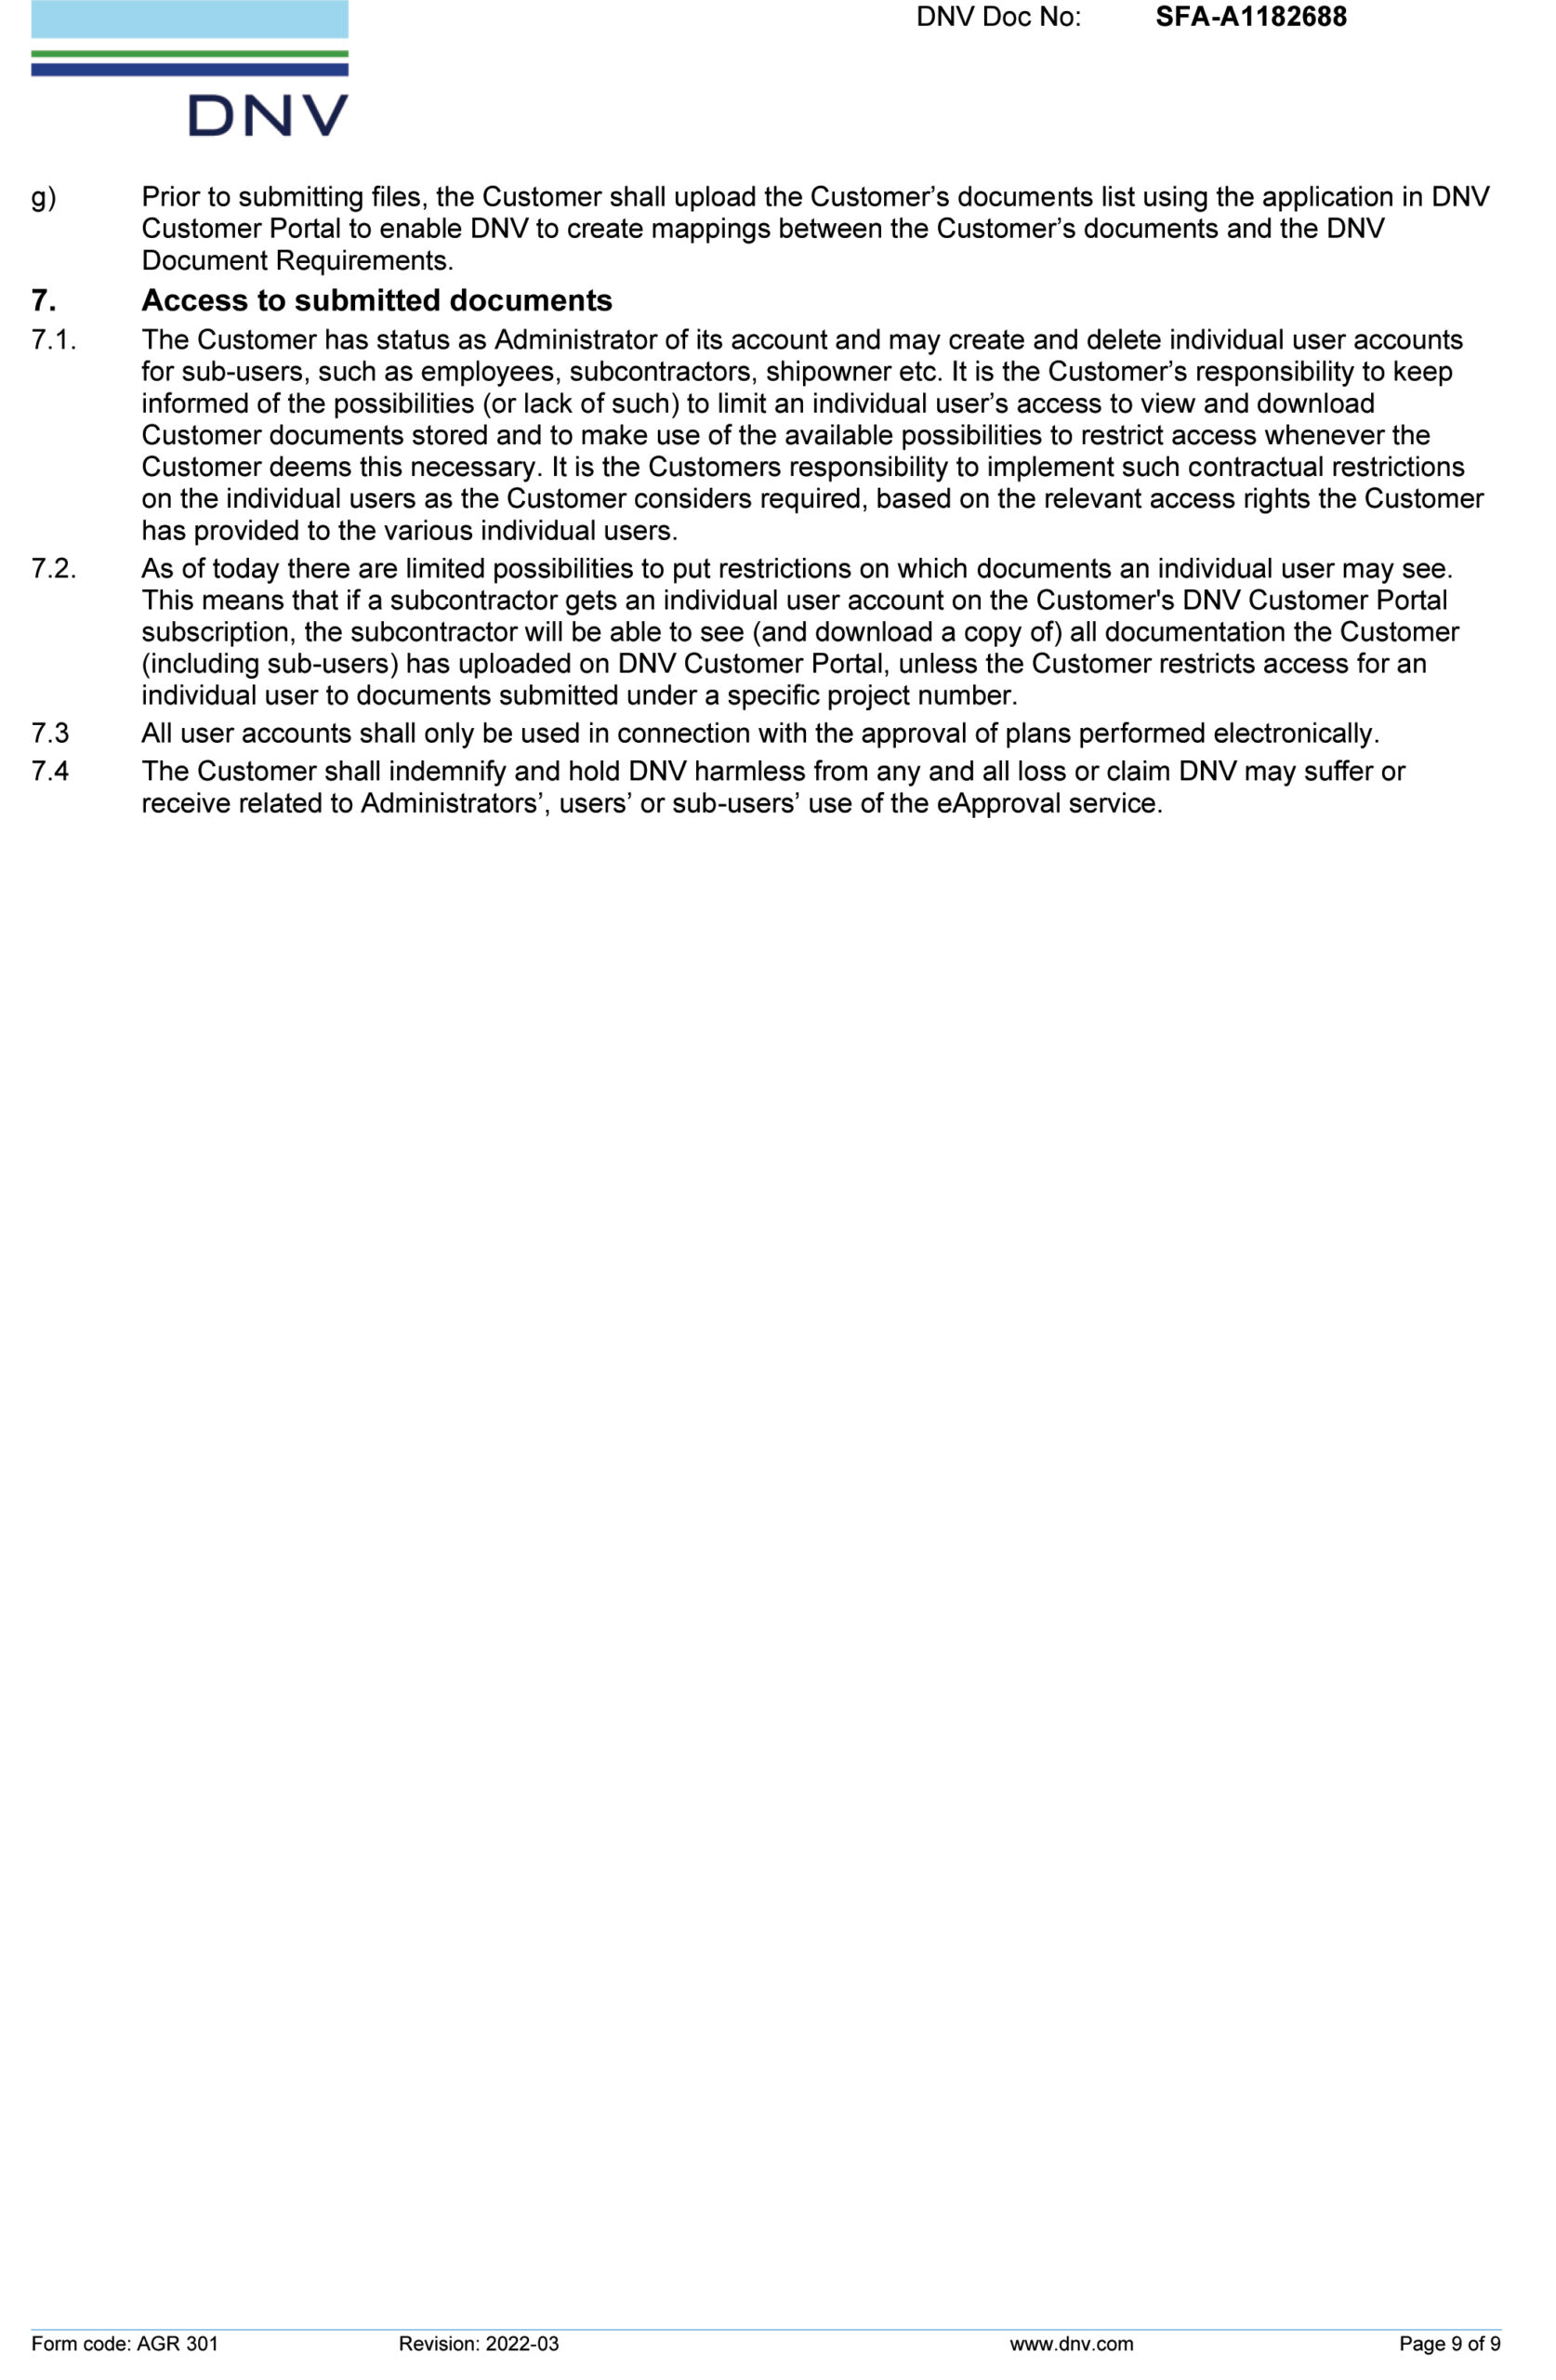 DNV Doc No: SFA-A1182688
DNV
g) Prior to submitting files, the Customer shall upload the Customer’s documents list using the application in DNV
Customer Portal to enable DNV to create mappings between the Customer’s documents and the DNV
Document Requirements.
7. Access to submitted documents
7.1. The Customer has status as Administrator of its account and may create and delete individual user accounts
for sub-users, such as employees, subcontractors, shipowner etc. It is the Customer’s responsibility to keep
informed of the possibilities (or lack of such) to limit an individual user’s access to view and download
Customer documents stored and to make use of the available possibilities to restrict access whenever the
Customer deems this necessary. It is the Customers responsibility to implement such contractual restrictions
on the individual users as the Customer considers required, based on the relevant access rights the Customer
has provided to the various individual users.
7.2. As of today there are limited possibilities to put restrictions on which documents an individual user may see.
This means that if a subcontractor gets an individual user account on the Customer's DNV Customer Portal
subscription, the subcontractor will be able to see (and download a copy of) all documentation the Customer
(including sub-users) has uploaded on DNV Customer Portal, unless the Customer restricts access for an
individual user to documents submitted under a specific project number.
7.3 All user accounts shall only be used in connection with the approval of plans performed electronically.
7.4 The Customer shall indemnify and hold DNV harmless from any and all loss or claim DNV may suffer or
receive related to Administrators’, users’ or sub-users’ use of the eApproval service.
Form code: AGR 301 Revision: 2022-03 www.dnv.com Page 9 of 9